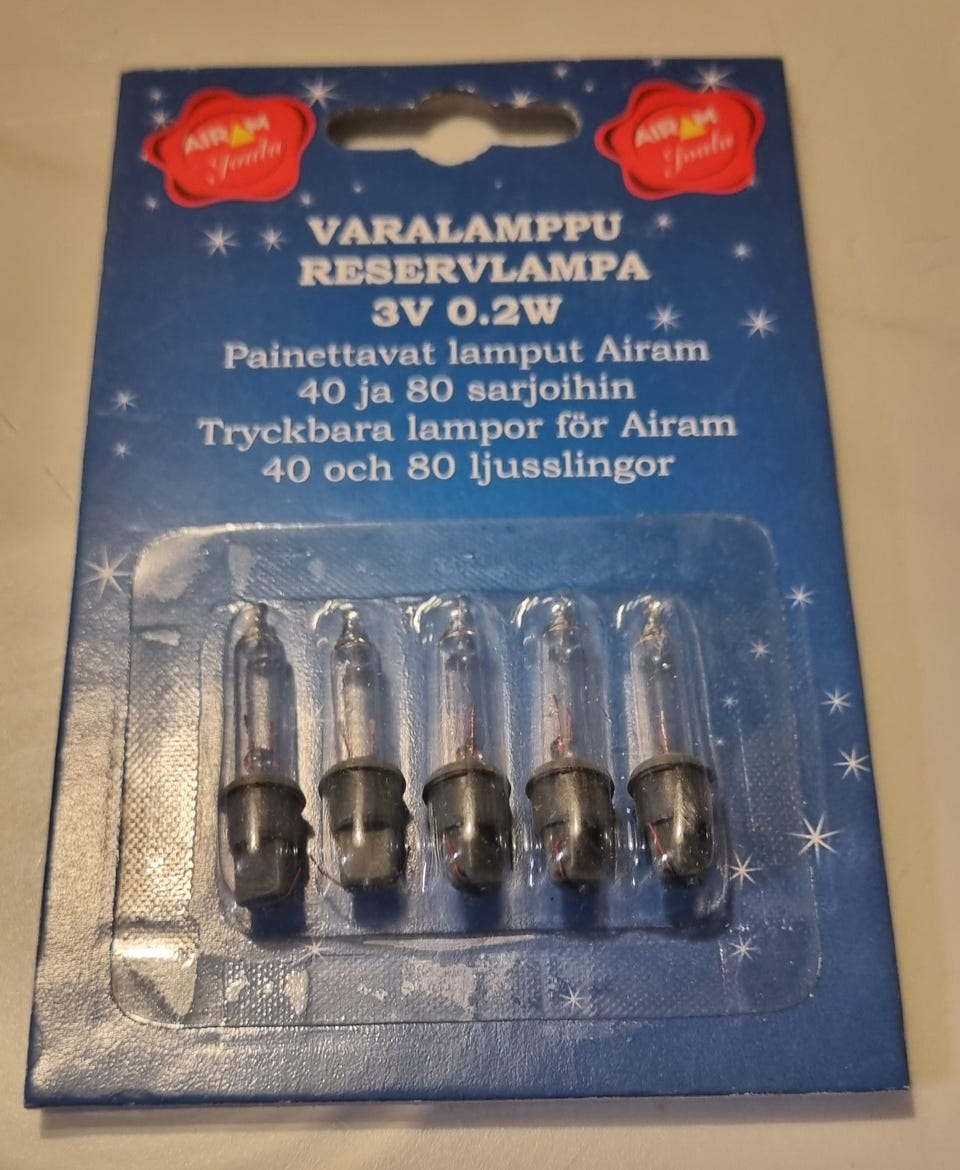 AIRAM
Joulu
AIRAM
Joulu
VARALAMPPU
RESERVLAMPA
3V 0.2W
Painettavat lamput Airam
40 ja 80 sarjoihin
Tryckbara lampor för Airam
40 och 80 ljusslingor